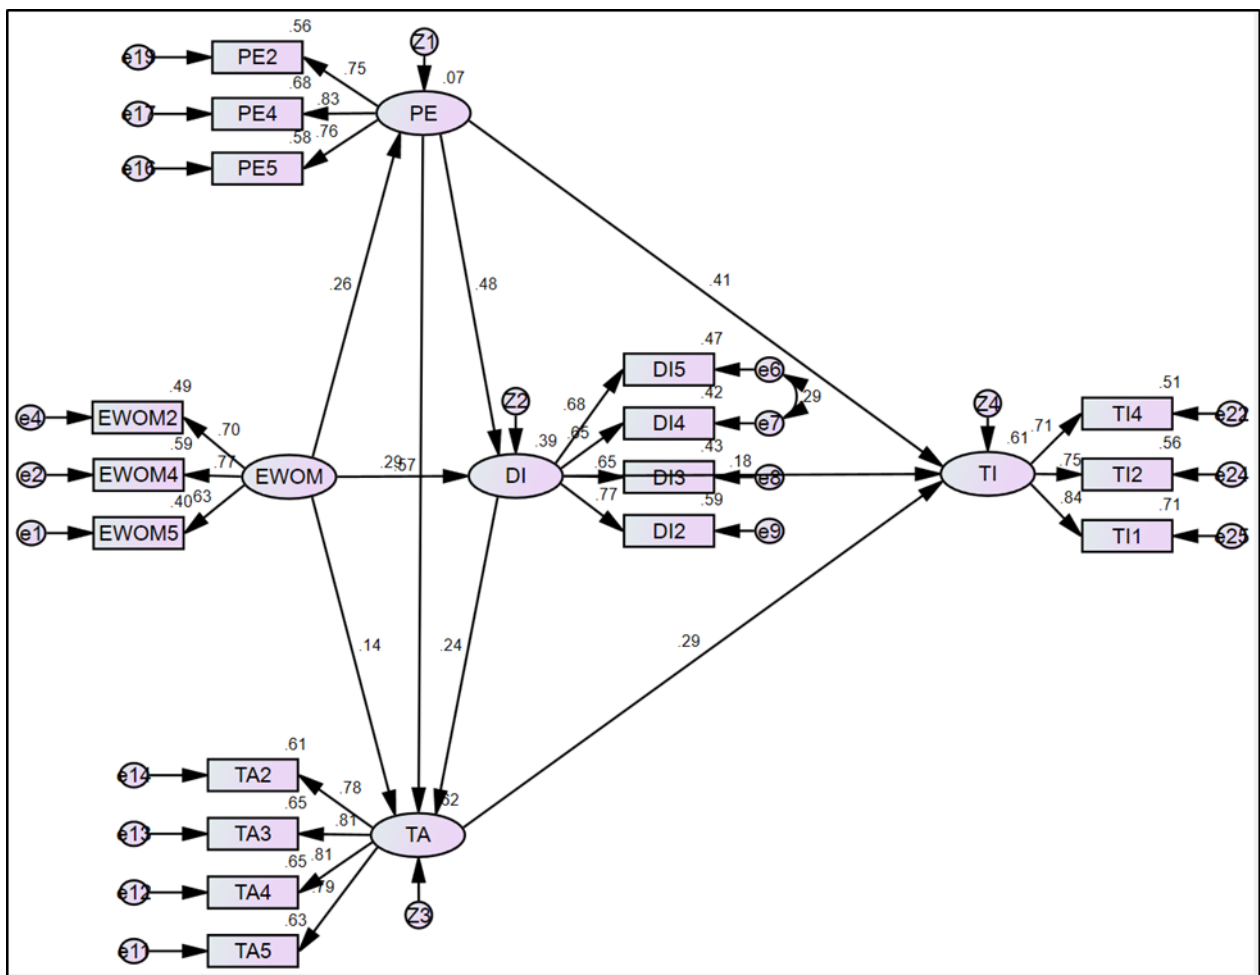 .56
Z1
e19 PE2 .75 .07
.68
e17 PE4 .83 PE
.58 .76
e16 PE5
.26 .48 .41
.47
DI5 e6
.49 Z2 .68 .42 .29 Z4 .51
e4 EWOM2 .70 DI4 e7 TI4 e22
.59 .39 .65 .43 .61 .71 .56
e2 EWOM4 .77 EWOM .29 .57 DI .65 DI3 .18 e8 TI .75 TI2 e24
.40 .63 .77 .59 .84 .71
e1 EWOM5 DI2 e9 TI1 e25
.14 .24 .29
.61
e14 TA2 .78
.65 .62
e13 TA3 .81 TA
.65 .81
e12 TA4 .79
.63 Z3
e11 TA5